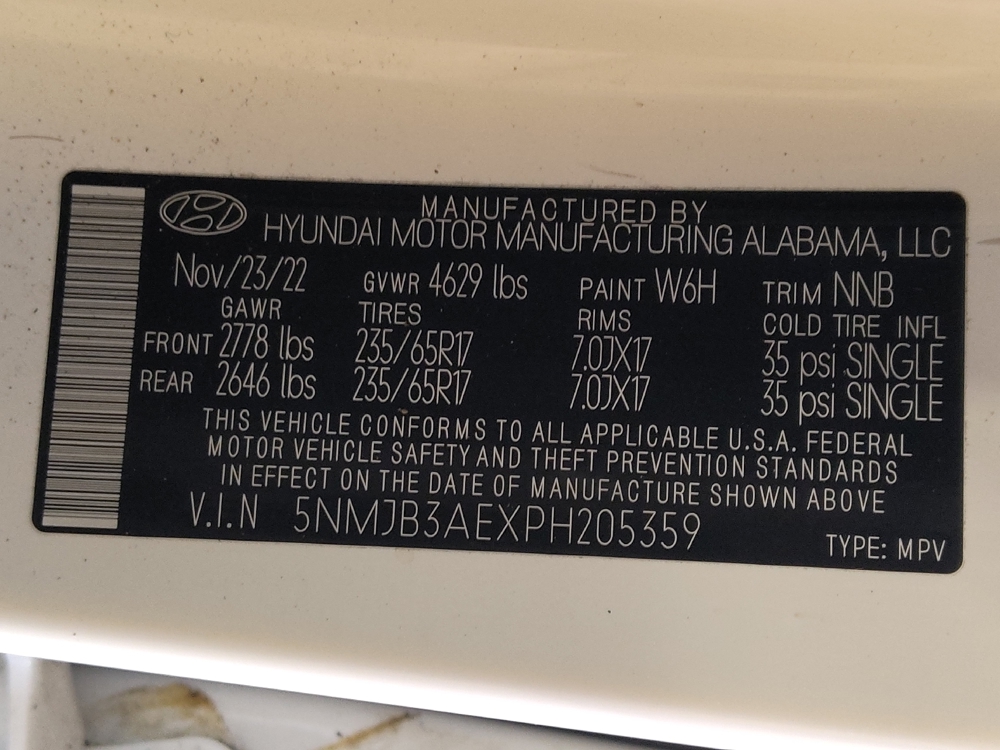 MANUFACTURED BY
HYUNDAI MOTOR MANUFACTURING ALABAMA, LLC
Nov/23/22 GVWR 4629 lbs PAINT W6H TRIM NNB
GAWR TIRES RIMS COLD TIRE INFL
FRONT 2778 lbs 235/65R17 7.0JX17 35 psi SINGLE
REAR 2646 lbs 235/65R17 7.0JX17 35 psi SINGLE
THIS VEHICLE CONFORMS TO ALL APPLICABLE U.S.A. FEDERAL
MOTOR VEHICLE SAFETY AND THEFT PREVENTION STANDARDS
IN EFFECT ON THE DATE OF MANUFACTURE SHOWN ABOVE
V.I.N 5NMJB3AEXPH205359
TYPE: MPV